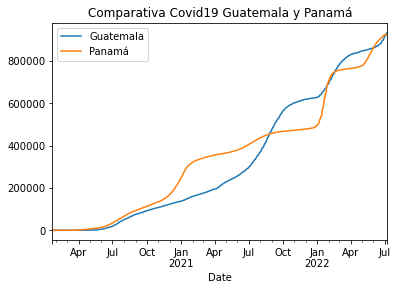 Comparativa Covid19 Guatemala y Panamá
Guatemala
Panamá
800000
600000
400000
200000
0
Apr Jul Oct Jan Apr Jul Oct Jan Apr Jul
2021 2022
Date